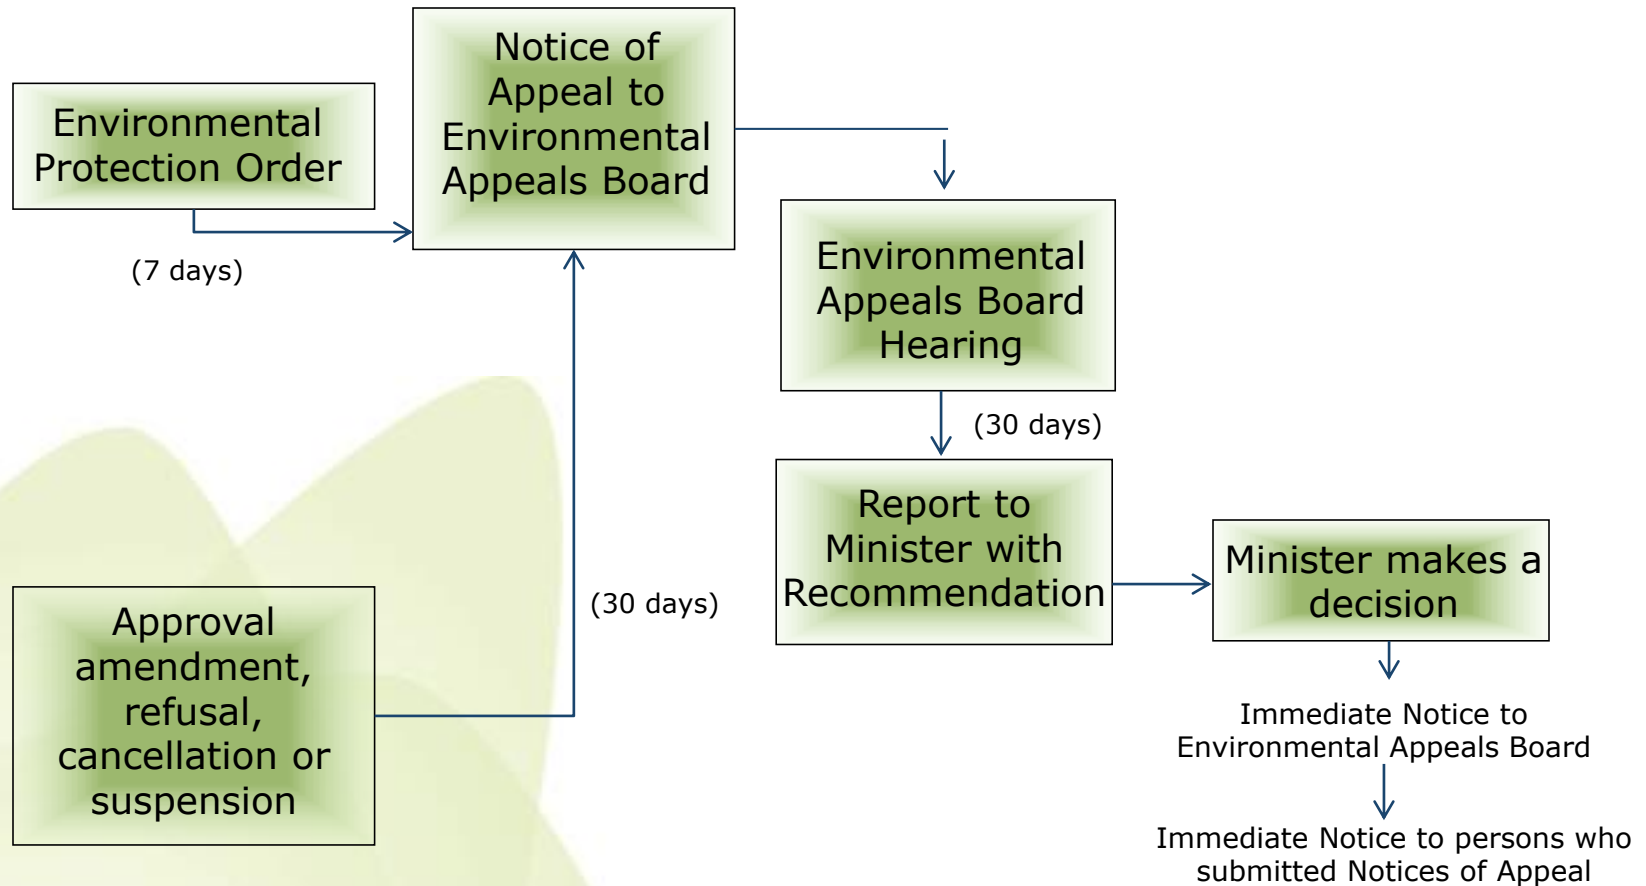 Environmental
Protection Order
(7 days)
Notice of
Appeal to
Environmental
Appeals Board
Approval
amendment,
refusal,
cancellation or
suspension
(30 days)
Environmental
Appeals Board
Hearing
(30 days)
Report to
Minister with
Recommendation
Minister makes a
decision
Immediate Notice to
Environmental Appeals Board
Immediate Notice to persons who
submitted Notices of Appeal